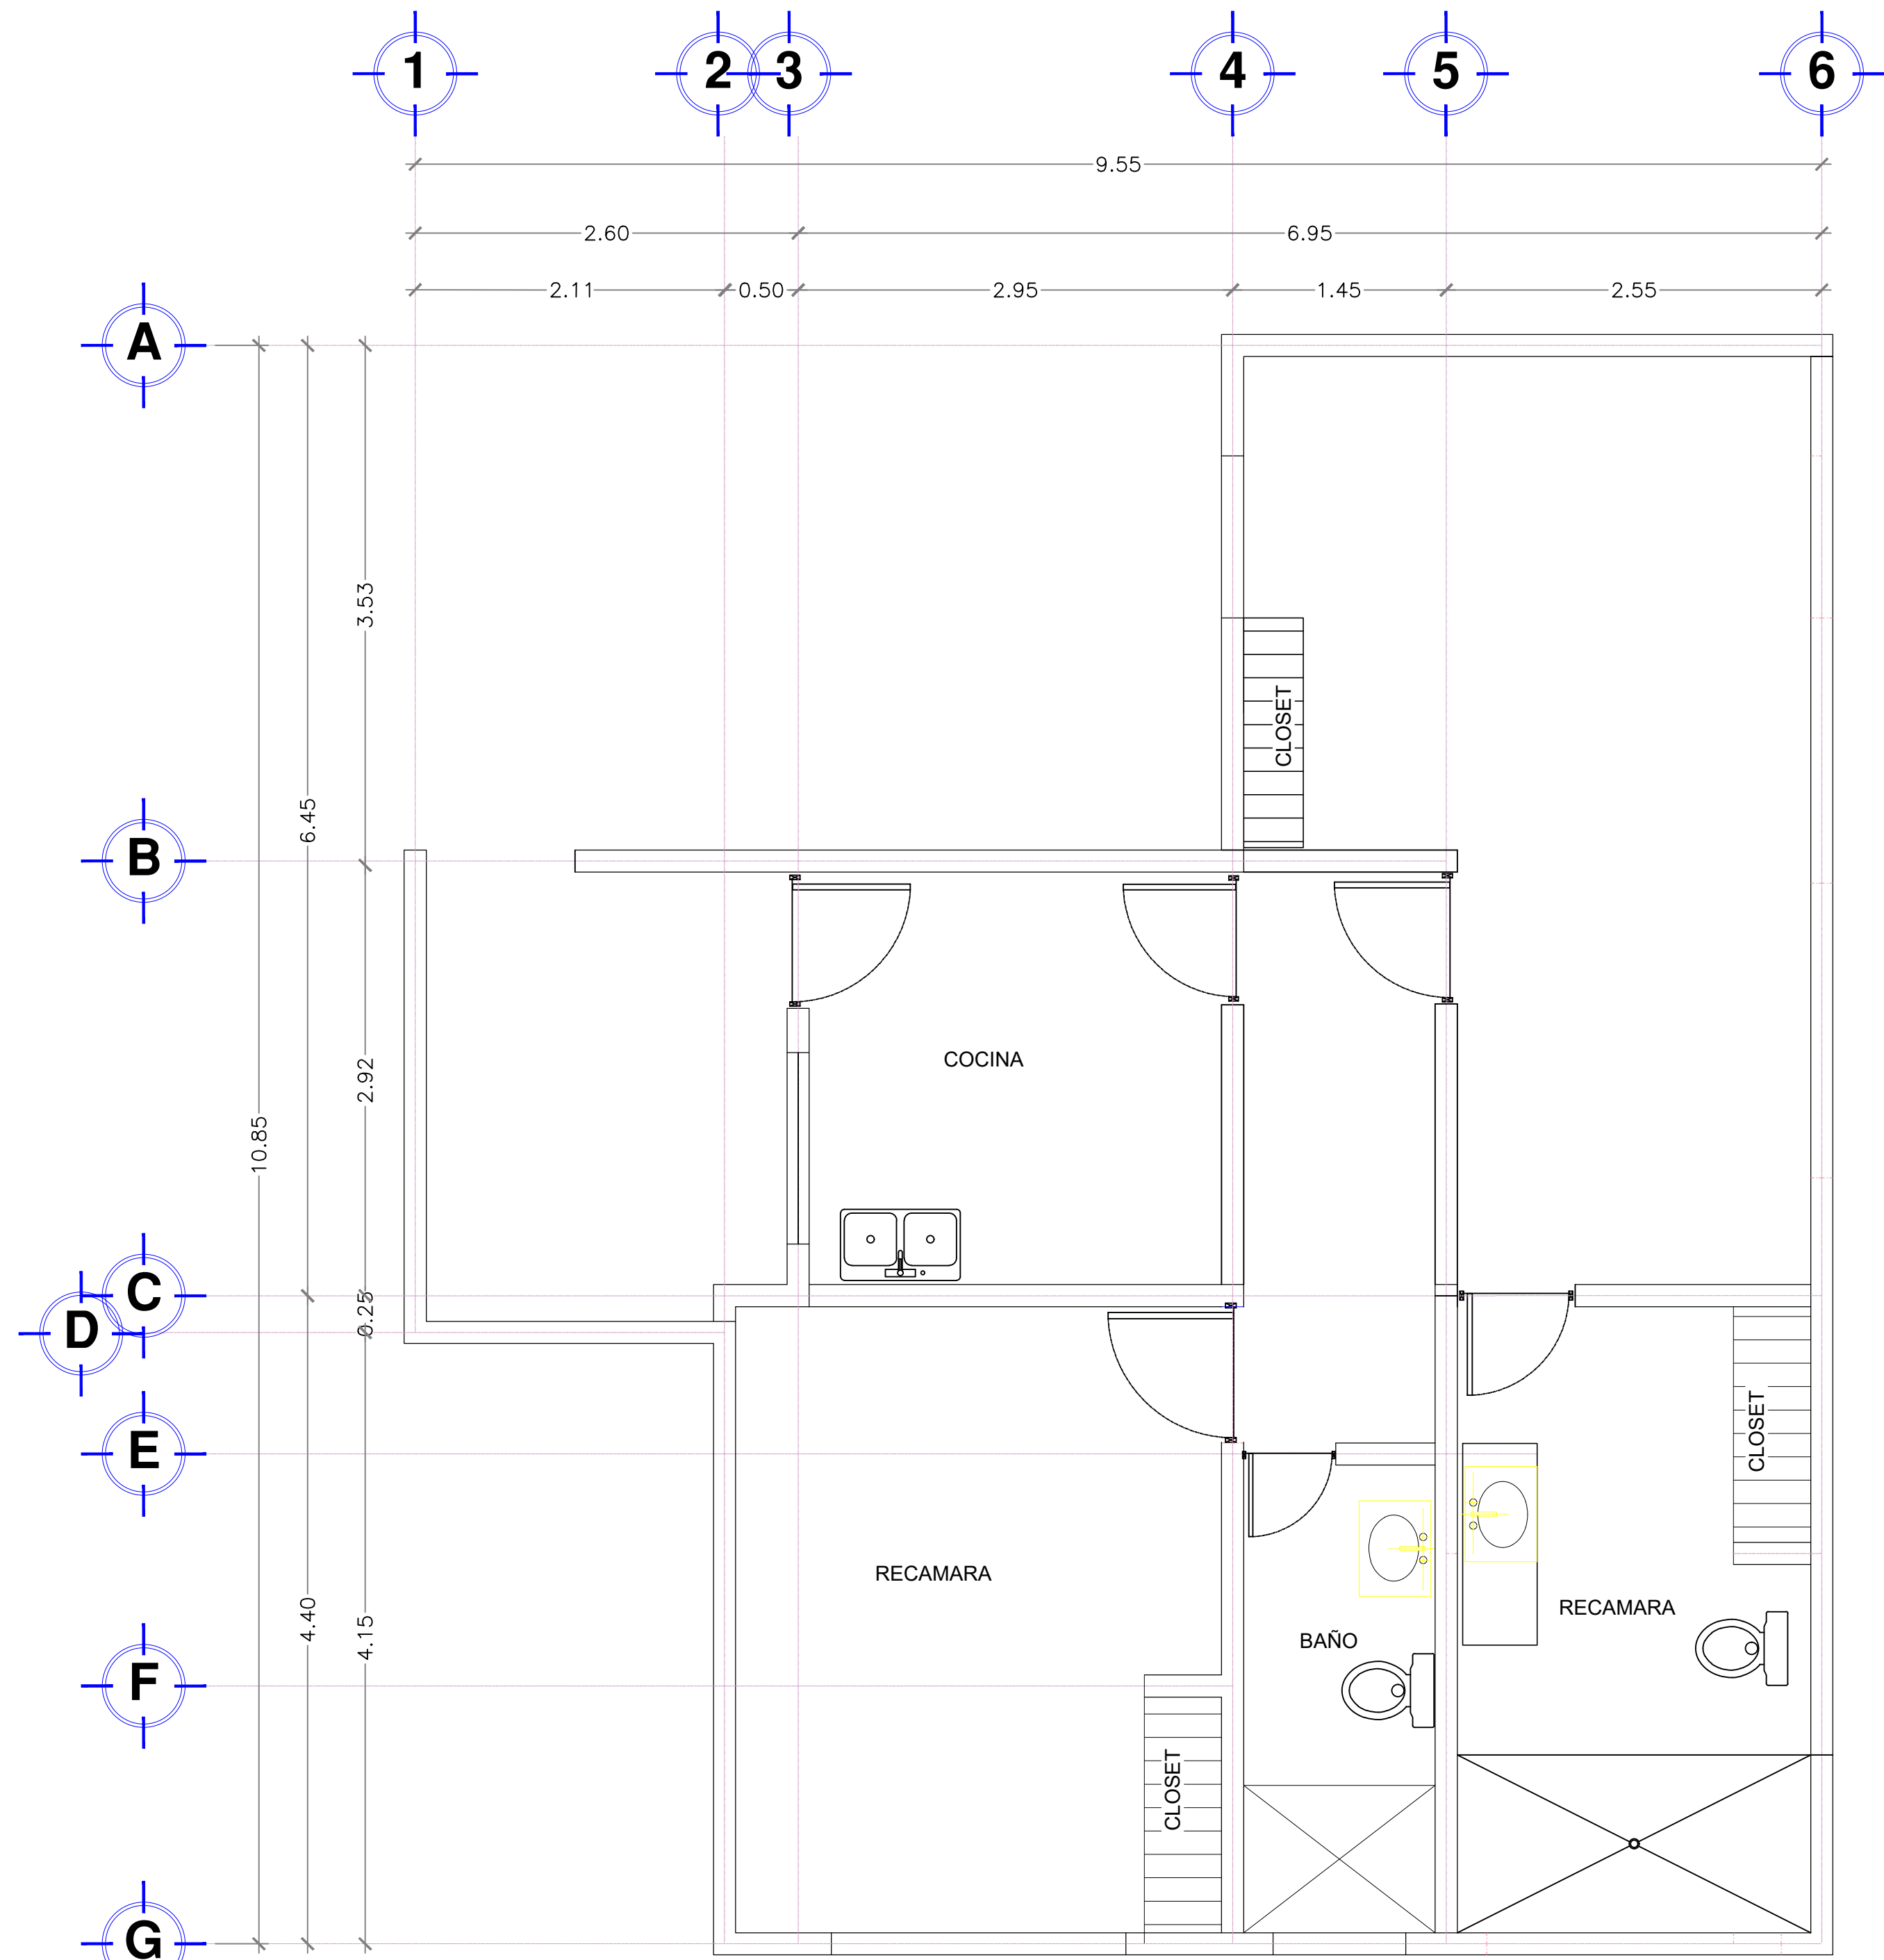 1 2 3 4 5 6
9.55
2.60 6.95
2.11 0.50 2.95 1.45 2.55
A
3.53
CLOSET
6.45
B
COCINA
2.92
10.85
C
0.25
D
CLOSET
E
RECAMARA
RECAMARA
4.40
4.15
BAÑO
F
CLOSET
G